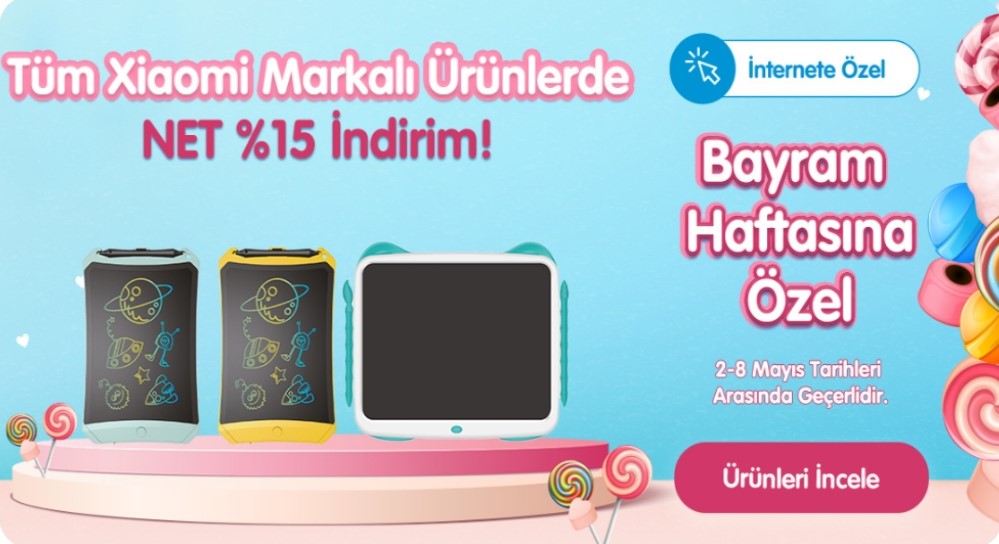 Tüm Xiaomi Markalı Ürünlerde
NET %15 İndirim!
İnternete Özel
Bayram
Haftasına
Özel
2-8 Mayıs Tarihleri
Arasında Geçerlidir.
Ürünleri İncele